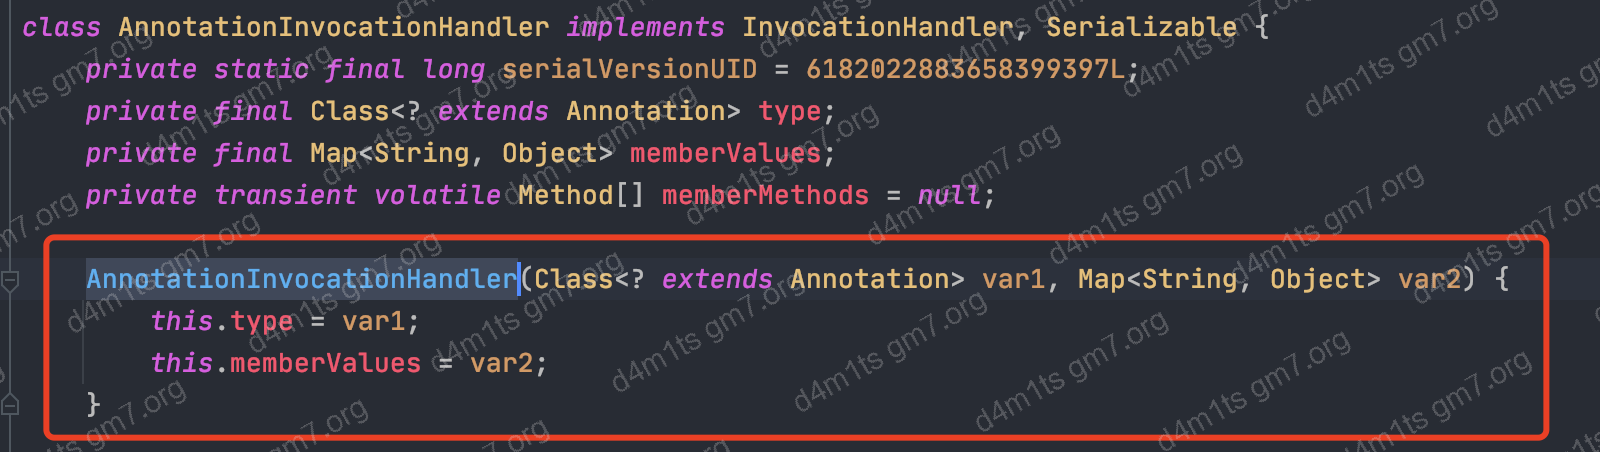 class AnnotationInvocationHandler implements InvocationHandler, Serializable {
private static final long serialVersionUID = 6182022883658399397L;
private final Class<? extends Annotation> type;
private final Map<String, Object> memberValues;
private transient volatile Method[] memberMethods = null;
AnnotationInvocationHandler(Class<? extends Annotation> var1, Map<String, Object> var2) {
this.type = var1;
this.memberValues = var2;
}
d4m1ts gm7.org